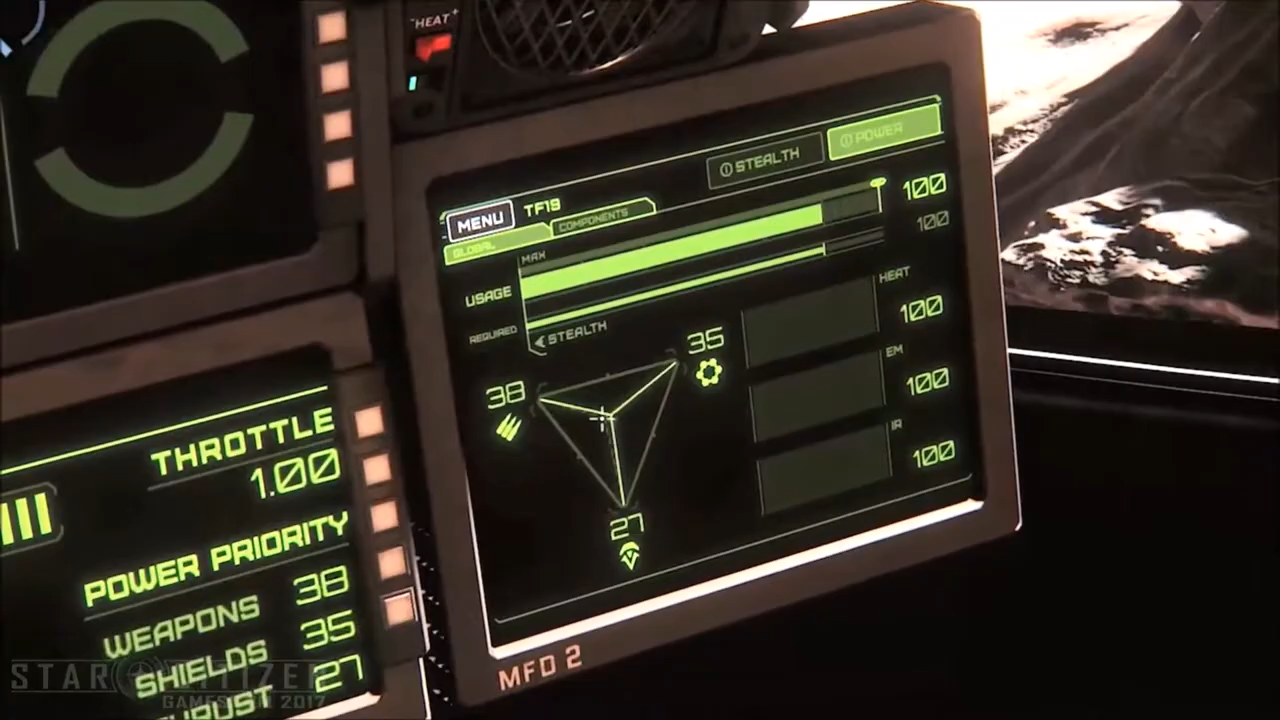 -HEAT+
STEALTH
POWER
MENU
TF19
GLOBAL
COMPONENTS
MAX
100
100
USAGE
REQUIRED
STEALTH
HEAT
100
EM
100
IR
100
35
38
27
MFD 2
THROTTLE
1.00
POWER PRIORITY
WEAPONS 38
SHIELDS 35
THRUST 27
STAR CITIZEN
GAMESCOM 2017